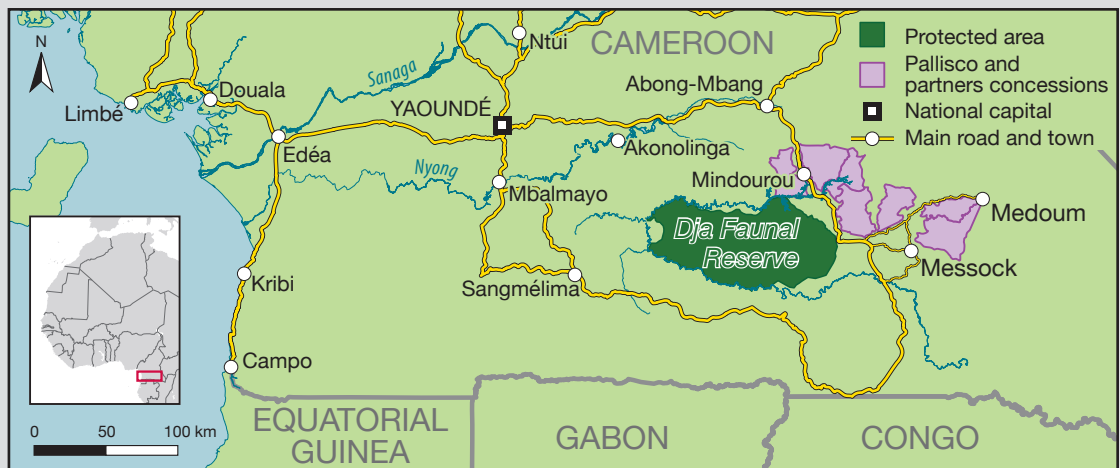 N
Ntui
CAMEROON
Sanaga
Limbé
Douala
YAOUNDÉ
Abong-Mbang
Edéa
Akonolinga
Nyong
Mbalmayo
Mindourou
Medoum
Dja Faunal
Reserve
Messock
Kribi
Sangmélima
Campo
EQUATORIAL
GUINEA
GABON
CONGO
Protected area
Pallisco and
partners concessions
National capital
Main road and town
0 50 100 km